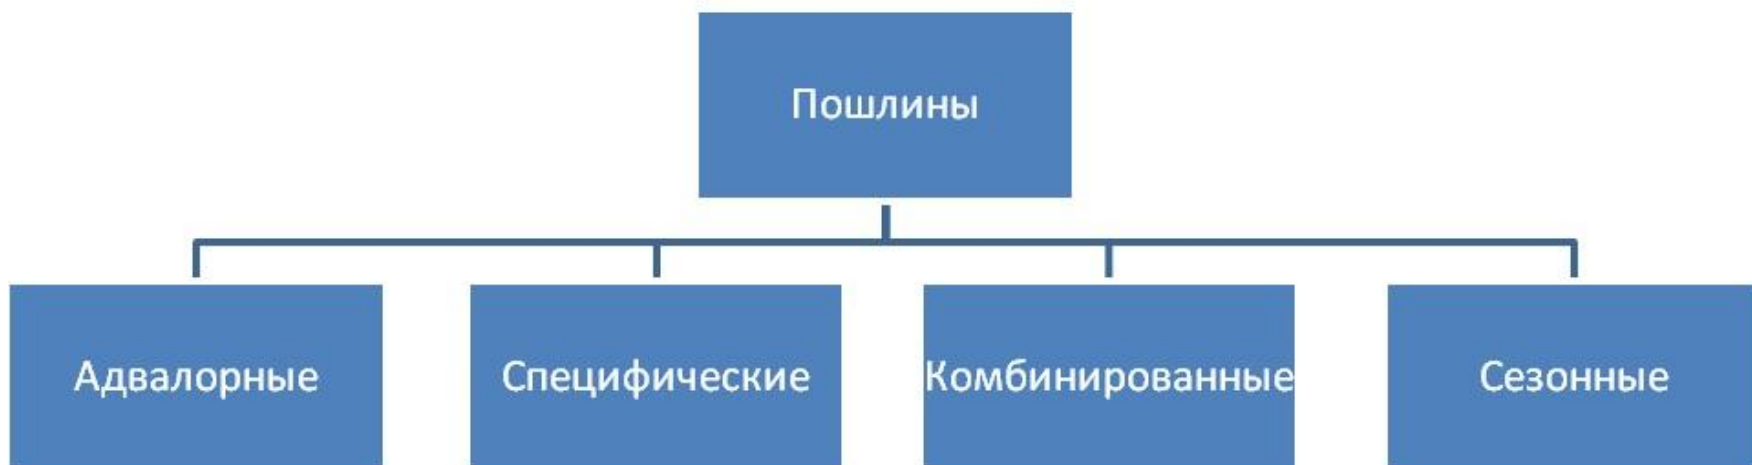 Пошлины
Адвалорные
Специфические
Комбинированные
Сезонные